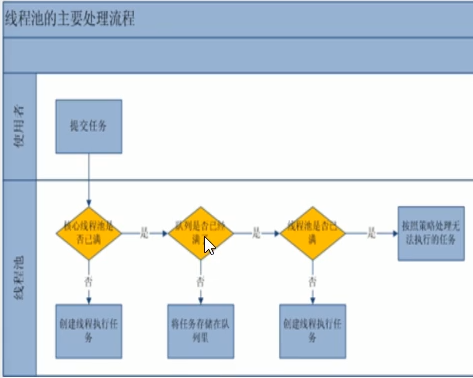 线程池的主要处理流程
使用者
提交任务
线程池
核心线程池是
否已满
是
队列是否已经
满
是
线程池是否已
满
是
按照策略处理无
法执行的任务
否
否
否
创建线程执行任
务
将任务存储在队
列里
创建线程执行任
务